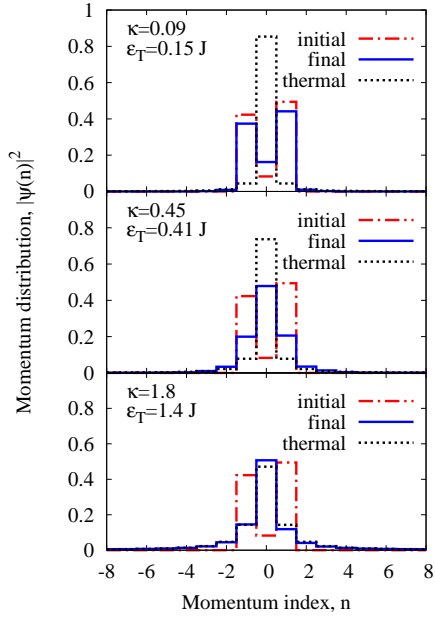 1
κ=0.09
ε_T=0.15 J
initial
final
thermal
0.8
0.6
0.4
0.2
0
κ=0.45
ε_T=0.41 J
initial
final
thermal
0.8
0.6
0.4
0.2
0
κ=1.8
ε_T=1.4 J
initial
final
thermal
0.8
0.6
0.4
0.2
0
-8 -6 -4 -2 0 2 4 6 8
Momentum index, n
Momentum distribution, |ψ(n)|²